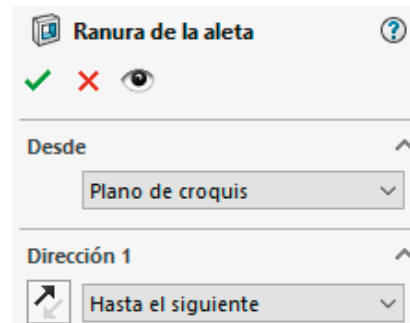 Ranura de la aleta
Desde
Plano de croquis
Dirección 1
Hasta el siguiente